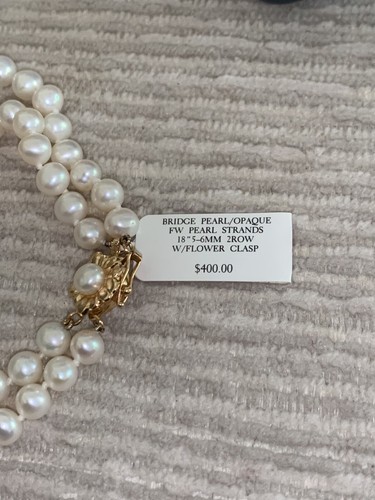 BRIDGE PEARL/OPAQUE
FW PEARL STRANDS
18"5-6MM 2ROW
W/FLOWER CLASP
$400.00